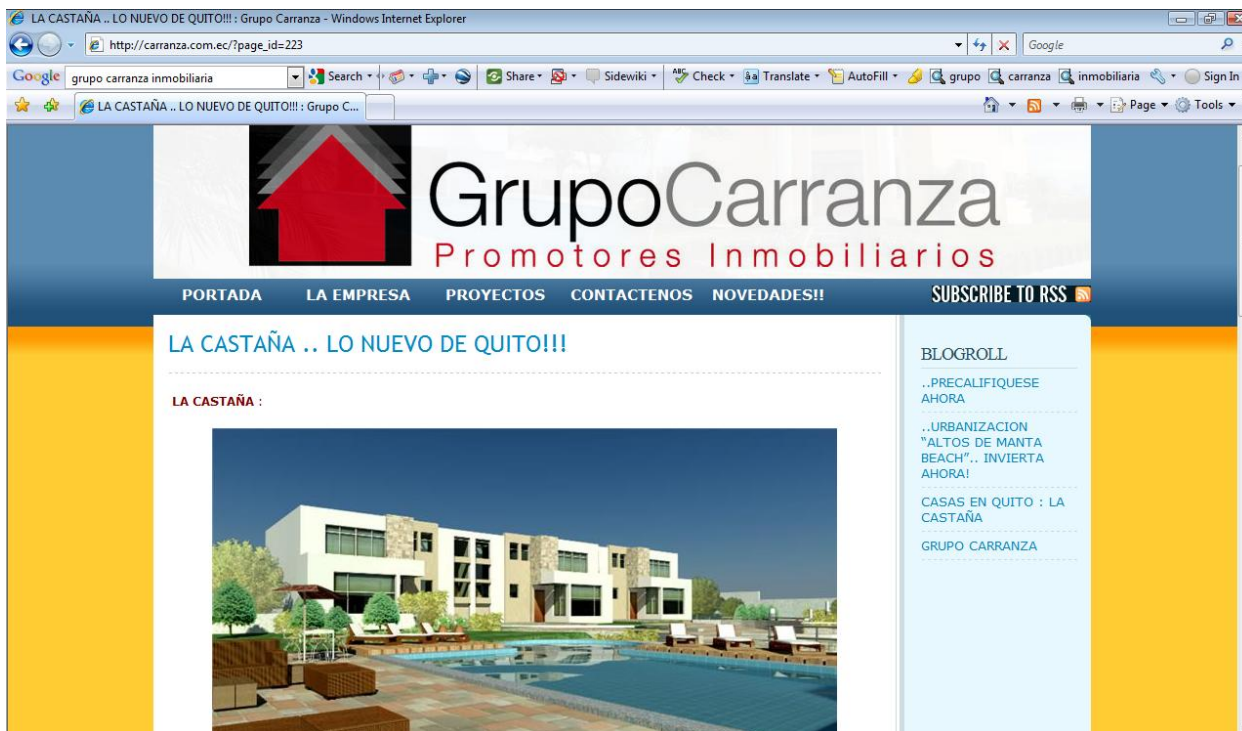 LA CASTAÑA .. LO NUEVO DE QUITO!!! : Grupo Carranza - Windows Internet Explorer
http://carranza.com.ec/?page_id=223
Google
Google grupo carranza inmobiliaria Search Share Sidewiki Check Translate AutoFill grupo carranza inmobiliaria Sign In
LA CASTAÑA .. LO NUEVO DE QUITO!!! : Grupo C... Page Tools
GrupoCarranza
Promotores Inmobiliarios
PORTADA LA EMPRESA PROYECTOS CONTACTENOS NOVEDADES!! SUBSCRIBE TO RSS
LA CASTAÑA .. LO NUEVO DE QUITO!!!
LA CASTAÑA :
BLOGROLL
..PRECALIFIQUESE
AHORA
..URBANIZACION
"ALTOS DE MANTA
BEACH".. INVIERTA
AHORA!
CASAS EN QUITO : LA
CASTAÑA
GRUPO CARRANZA